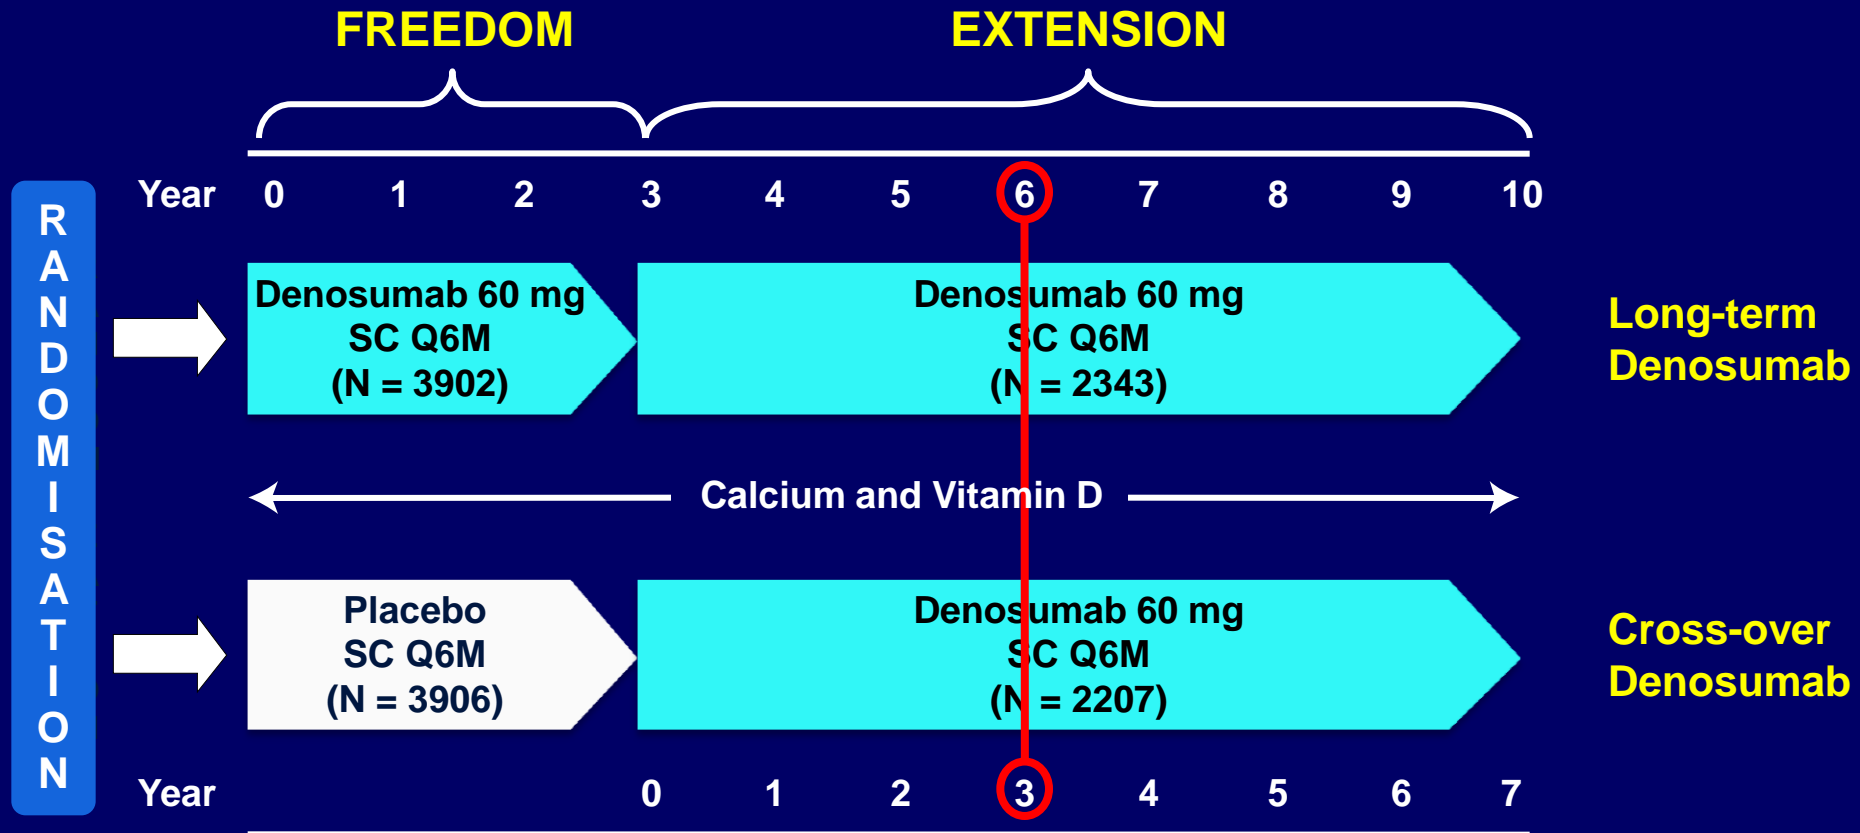 FREEDOM EXTENSION
Year 0 1 2 3 4 5 6 7 8 9 10
RANDOMISATION
Denosumab 60 mg
SC Q6M
(N = 3902)
Denosumab 60 mg
SC Q6M
(N = 2343)
Long-term
Denosumab
Calcium and Vitamin D
Placebo
SC Q6M
(N = 3906)
Denosumab 60 mg
SC Q6M
(N = 2207)
Cross-over
Denosumab
Year 0 1 2 3 4 5 6 7